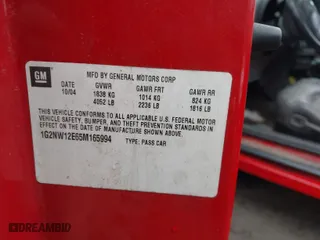 GM
MFD BY GENERAL MOTORS CORP
DATE GVWR GAWR FRT GAWR RR
10/04 1838 KG 1014 KG 824 KG
4052 LB 2236 LB 1816 LB
THIS VEHICLE CONFORMS TO ALL APPLICABLE U.S. FEDERAL MOTOR
VEHICLE SAFETY, BUMPER, AND THEFT PREVENTION STANDARDS
IN EFFECT ON THE DATE OF MANUFACTURE SHOWN ABOVE.
1G2NW12E65M165994 TYPE: PASS CAR